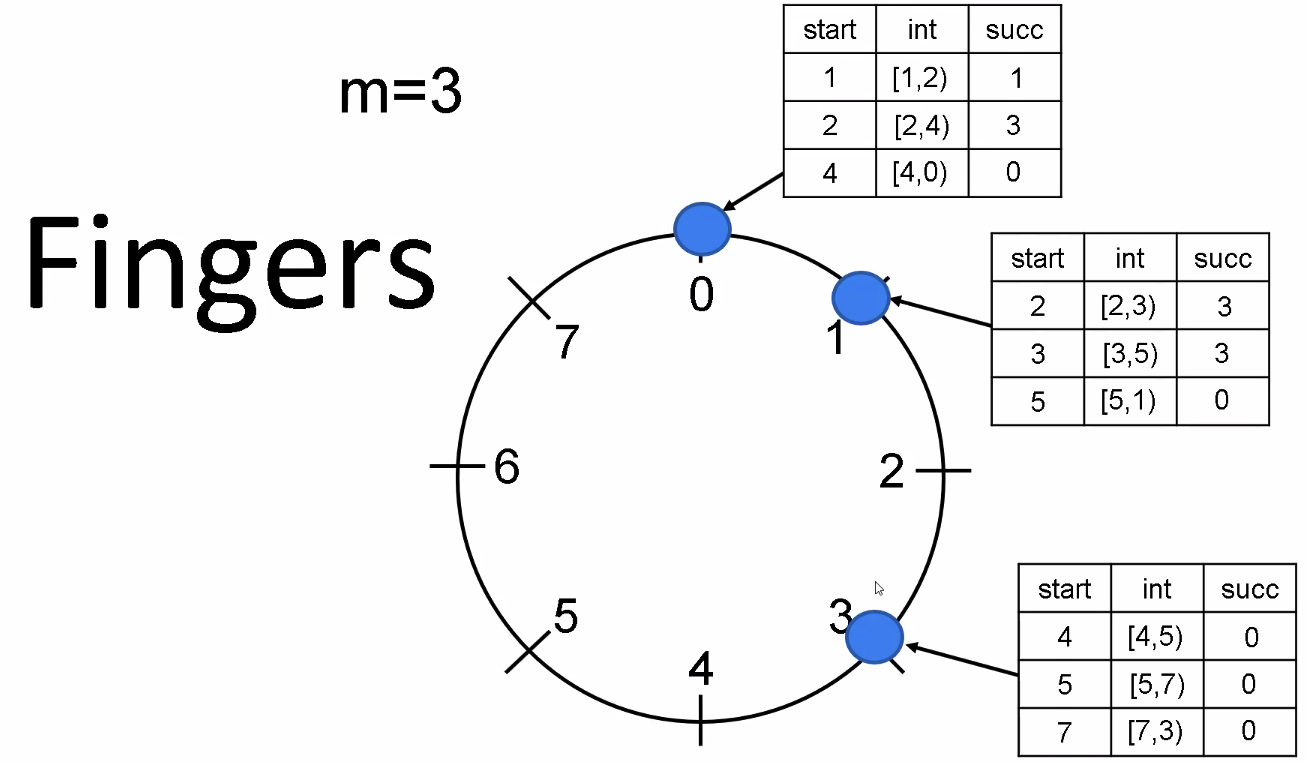 m=3
Fingers
start int succ
1 [1,2) 1
2 [2,4) 3
4 [4,0) 0
start int succ
2 [2,3) 3
3 [3,5) 3
5 [5,1) 0
start int succ
4 [4,5) 0
5 [5,7) 0
7 [7,3) 0
0
1
2
3
4
5
6
7